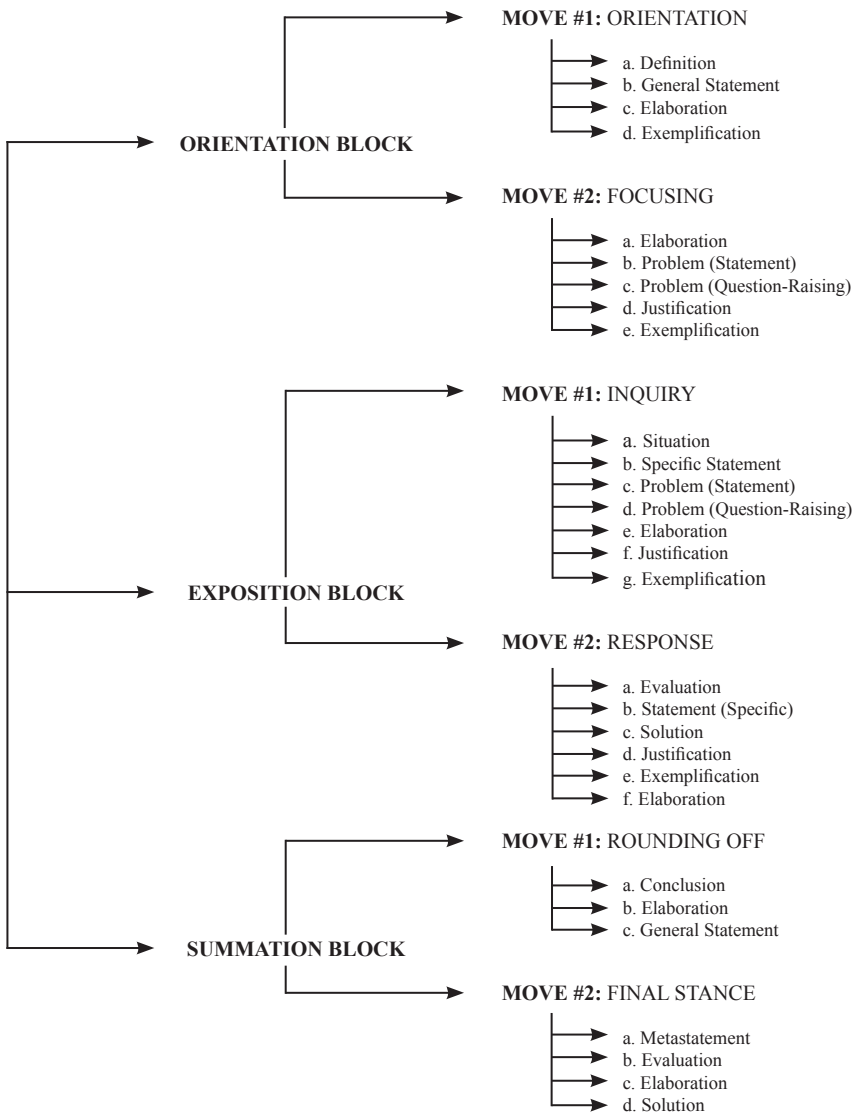 MOVE #1: ORIENTATION
a. Definition
b. General Statement
c. Elaboration
d. Exemplification
ORIENTATION BLOCK
MOVE #2: FOCUSING
a. Elaboration
b. Problem (Statement)
c. Problem (Question-Raising)
d. Justification
e. Exemplification
MOVE #1: INQUIRY
a. Situation
b. Specific Statement
c. Problem (Statement)
d. Problem (Question-Raising)
e. Elaboration
f. Justification
g. Exemplification
EXPOSITION BLOCK
MOVE #2: RESPONSE
a. Evaluation
b. Statement (Specific)
c. Solution
d. Justification
e. Exemplification
f. Elaboration
MOVE #1: ROUNDING OFF
a. Conclusion
b. Elaboration
c. General Statement
SUMMATION BLOCK
MOVE #2: FINAL STANCE
a. Metastatement
b. Evaluation
c. Elaboration
d. Solution